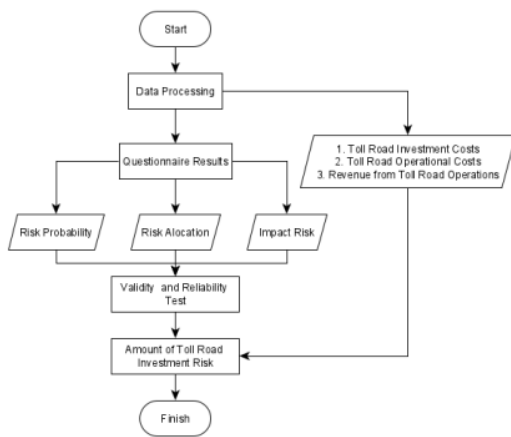 Start
Data Processing
1. Toll Road Investment Costs
2. Toll Road Operational Costs
3. Revenue from Toll Road Operations
Questionnaire Results
Risk Probability
Risk Alocation
Impact Risk
Validity and Reliability
Test
Amount of Toll Road
Investment Risk
Finish